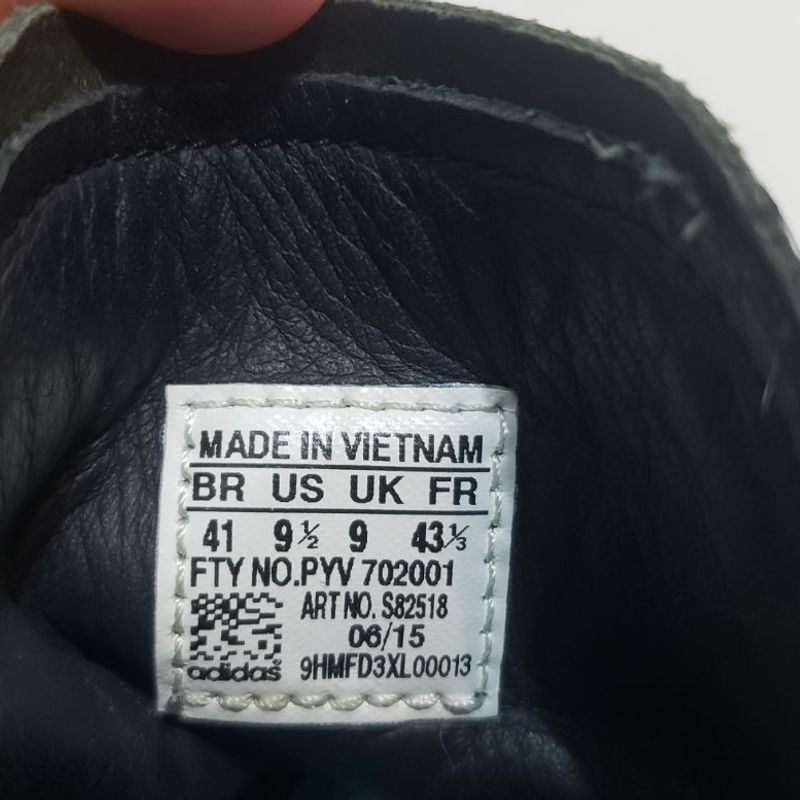 MADE IN VIETNAM
BR US UK FR
41 9½ 9 43⅓
FTY NO.PYV 702001
ART NO. S82518
06/15
adidas® 9HMFD3XL00013